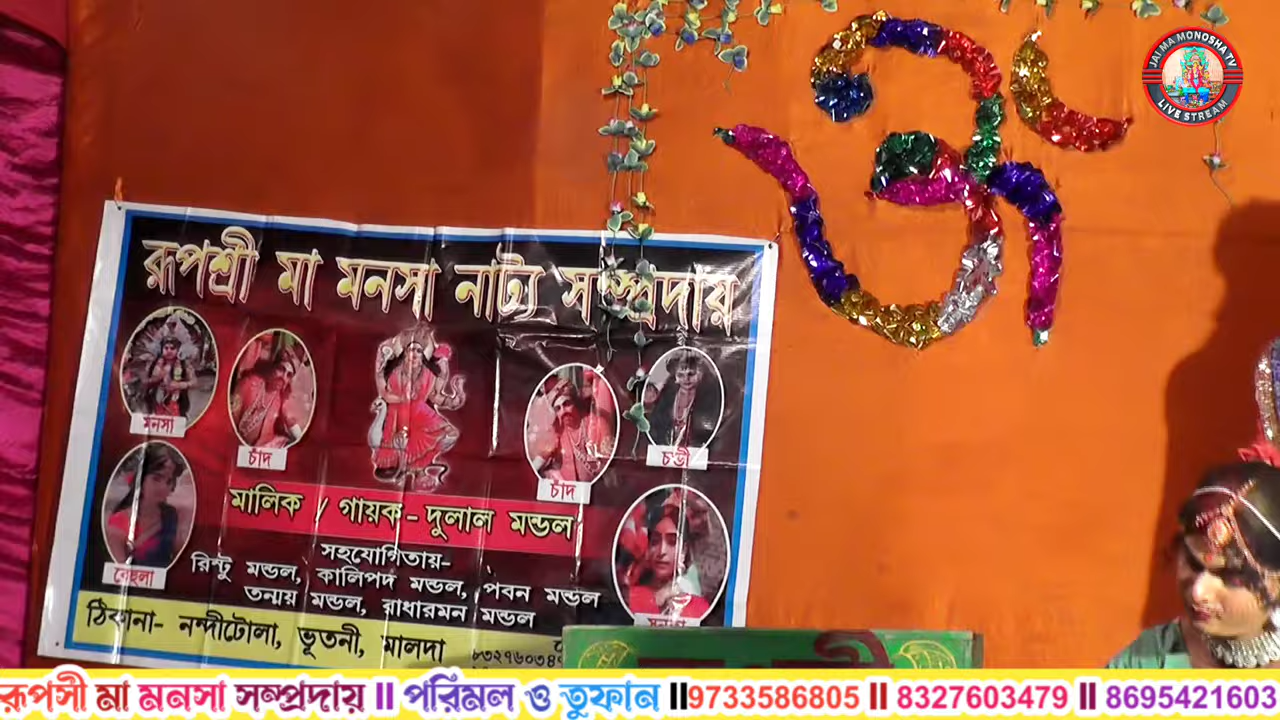 JAI MA MONOSHA TV
LIVE STREAM
রূপশ্রী মা মনসা নাট্য সম্প্রদায়
মনসা
চাঁদ
চাঁদ
চণ্ডী
মালিক / গায়ক - দুলাল মন্ডল
সহযোগিতায়-
রিন্টু মন্ডল, কালিপদ মন্ডল, পবন মন্ডল
তন্ময় মন্ডল, রাধারমন মন্ডল
বেহুলা
ঠিকানা- নন্দীটোলা, ভূতনী, মালদা
রূপসী মা মনসা সম্প্রদায় || পরিমল ও তুফান ||9733586805 || 8327603479 || 8695421603